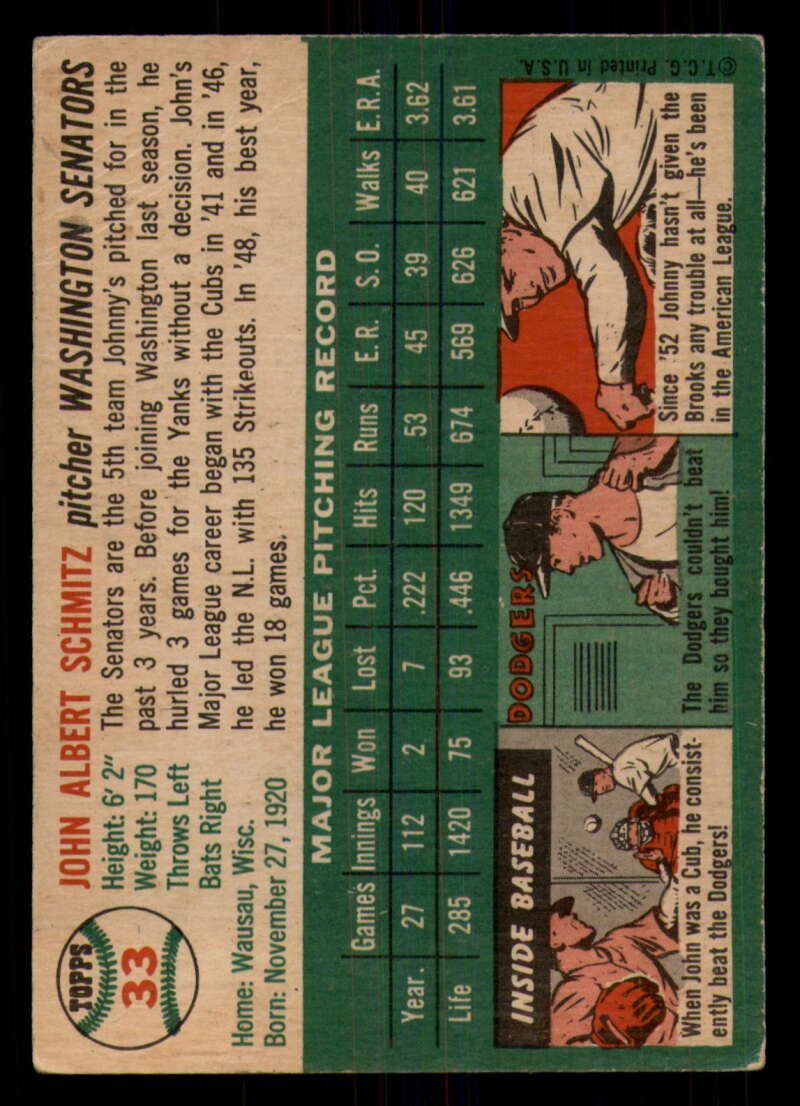 TOPPS
33
JOHN ALBERT SCHMITZ pitcher WASHINGTON SENATORS
Height: 6' 2"
Weight: 170
Throws Left
Bats Right
Home: Wausau, Wisc.
Born: November 27, 1920
The Senators are the 5th team Johnny's pitched for in the
past 3 years. Before joining Washington last season, he
hurled 3 games for the Yanks without a decision. John's
Major League career began with the Cubs in '41 and in '46,
he led the N.L. with 135 Strikeouts. In '48, his best year,
he won 18 games.
MAJOR LEAGUE PITCHING RECORD
Games Innings Won Lost Pct. Hits Runs E. R. S. O. Walks E. R. A.
Year. 27 112 2 7 .222 120 53 45 39 40 3.62
Life 285 1420 75 93 .446 1349 674 569 626 621 3.61
INSIDE BASEBALL
When John was a Cub, he consist-
ently beat the Dodgers!
DODGERS
The Dodgers couldn't beat
him so they bought him!
Since '52 Johnny hasn't given the
Brooks any trouble at all—he's been
in the American League.
©T.C.G. Printed in U.S.A.